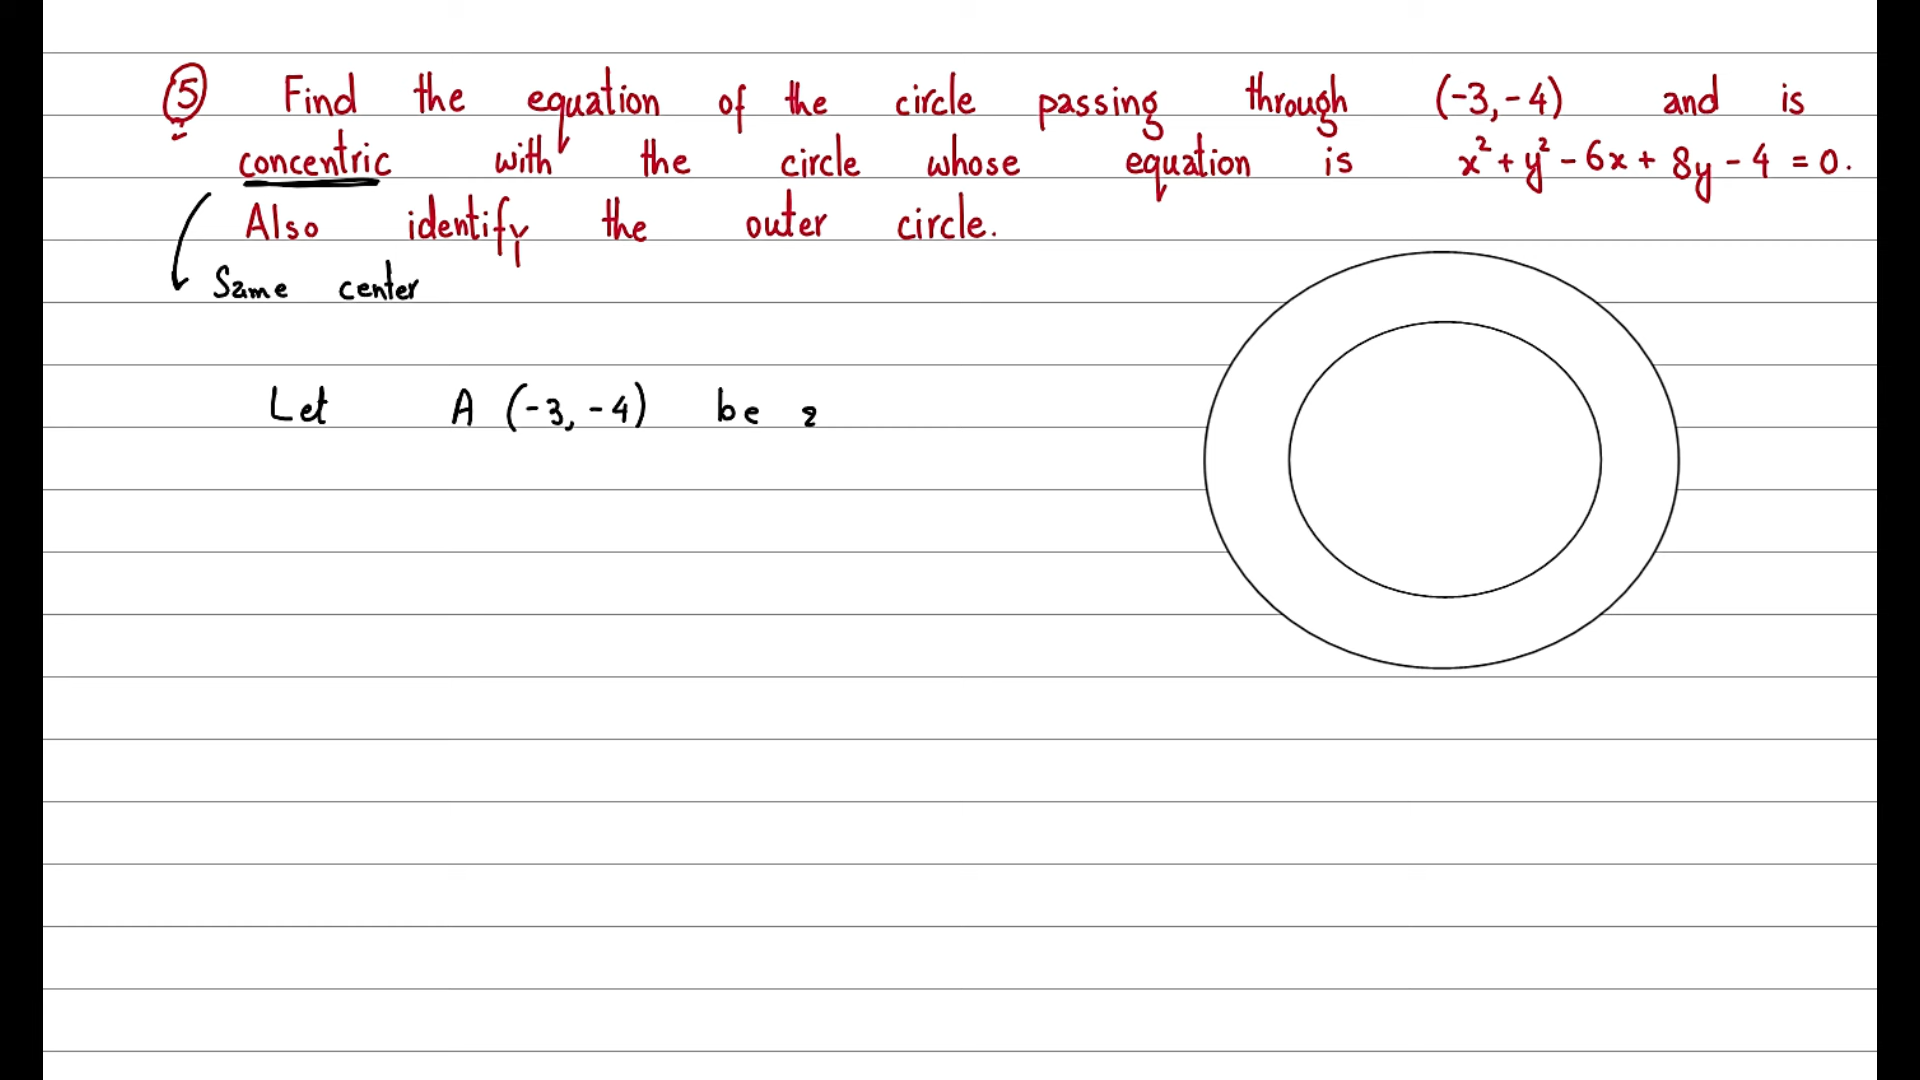 ⑤ Find the equation of the circle passing through (-3,-4) and is
concentric with the circle whose equation is x² + y² - 6x + 8y - 4 = 0.
Also identify the outer circle.
Same center
Let A (-3, -4) be a